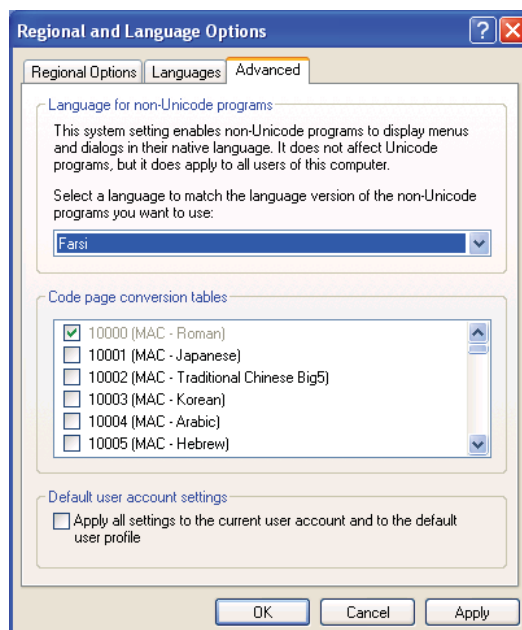 Regional and Language Options
Regional Options Languages Advanced
Language for non-Unicode programs
This system setting enables non-Unicode programs to display menus
and dialogs in their native language. It does not affect Unicode
programs, but it does apply to all users of this computer.
Select a language to match the language version of the non-Unicode
programs you want to use:
Farsi
Code page conversion tables
10000 (MAC - Roman)
10001 (MAC - Japanese)
10002 (MAC - Traditional Chinese Big5)
10003 (MAC - Korean)
10004 (MAC - Arabic)
10005 (MAC - Hebrew)
Default user account settings
Apply all settings to the current user account and to the default
user profile
OK Cancel Apply